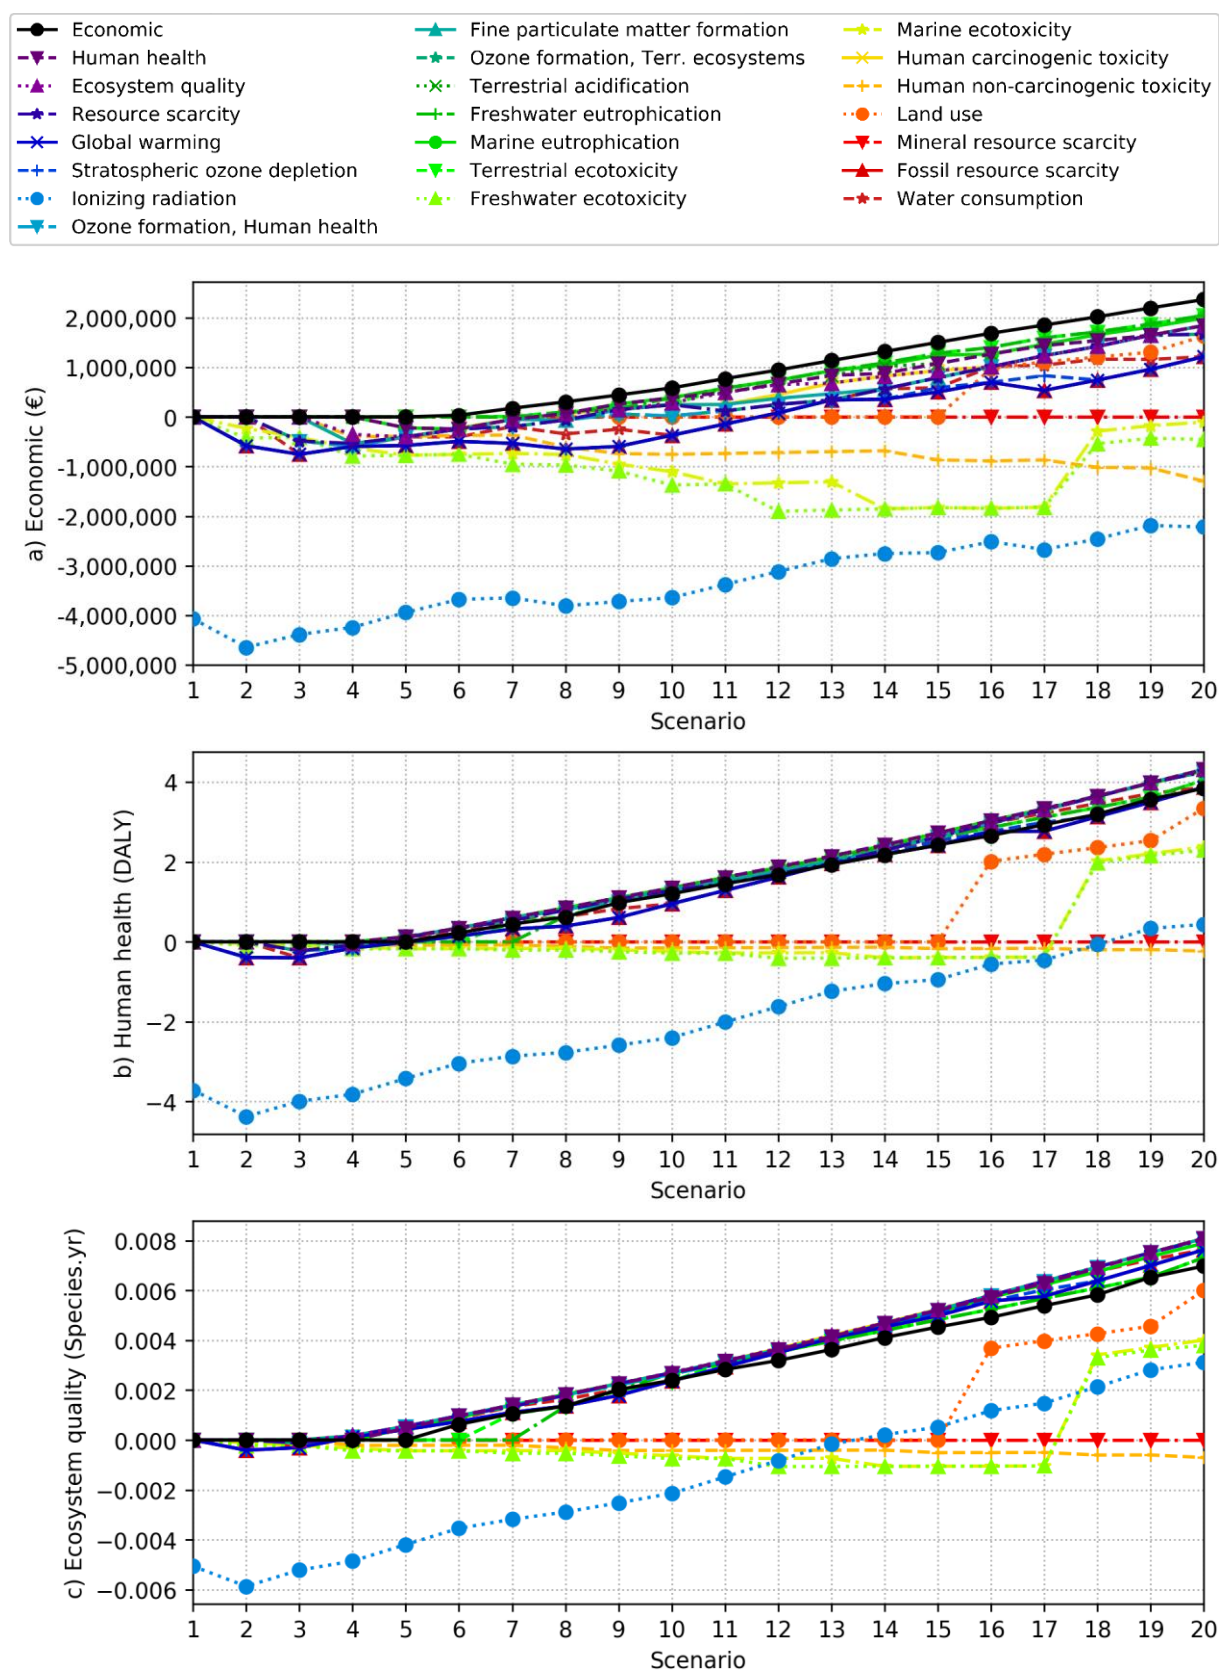 Economic
Human health
Ecosystem quality
Resource scarcity
Global warming
Stratospheric ozone depletion
Ionizing radiation
Ozone formation, Human health
Fine particulate matter formation
Ozone formation, Terr. ecosystems
Terrestrial acidification
Freshwater eutrophication
Marine eutrophication
Terrestrial ecotoxicity
Freshwater ecotoxicity
Marine ecotoxicity
Human carcinogenic toxicity
Human non-carcinogenic toxicity
Land use
Mineral resource scarcity
Fossil resource scarcity
Water consumption
a) Economic (€)
2,000,000
1,000,000
0
-1,000,000
-2,000,000
-3,000,000
-4,000,000
-5,000,000
1 2 3 4 5 6 7 8 9 10 11 12 13 14 15 16 17 18 19 20
Scenario
b) Human health (DALY)
4
2
0
−2
−4
1 2 3 4 5 6 7 8 9 10 11 12 13 14 15 16 17 18 19 20
Scenario
c) Ecosystem quality (Species.yr)
0.008
0.006
0.004
0.002
0.000
−0.002
−0.004
−0.006
1 2 3 4 5 6 7 8 9 10 11 12 13 14 15 16 17 18 19 20
Scenario